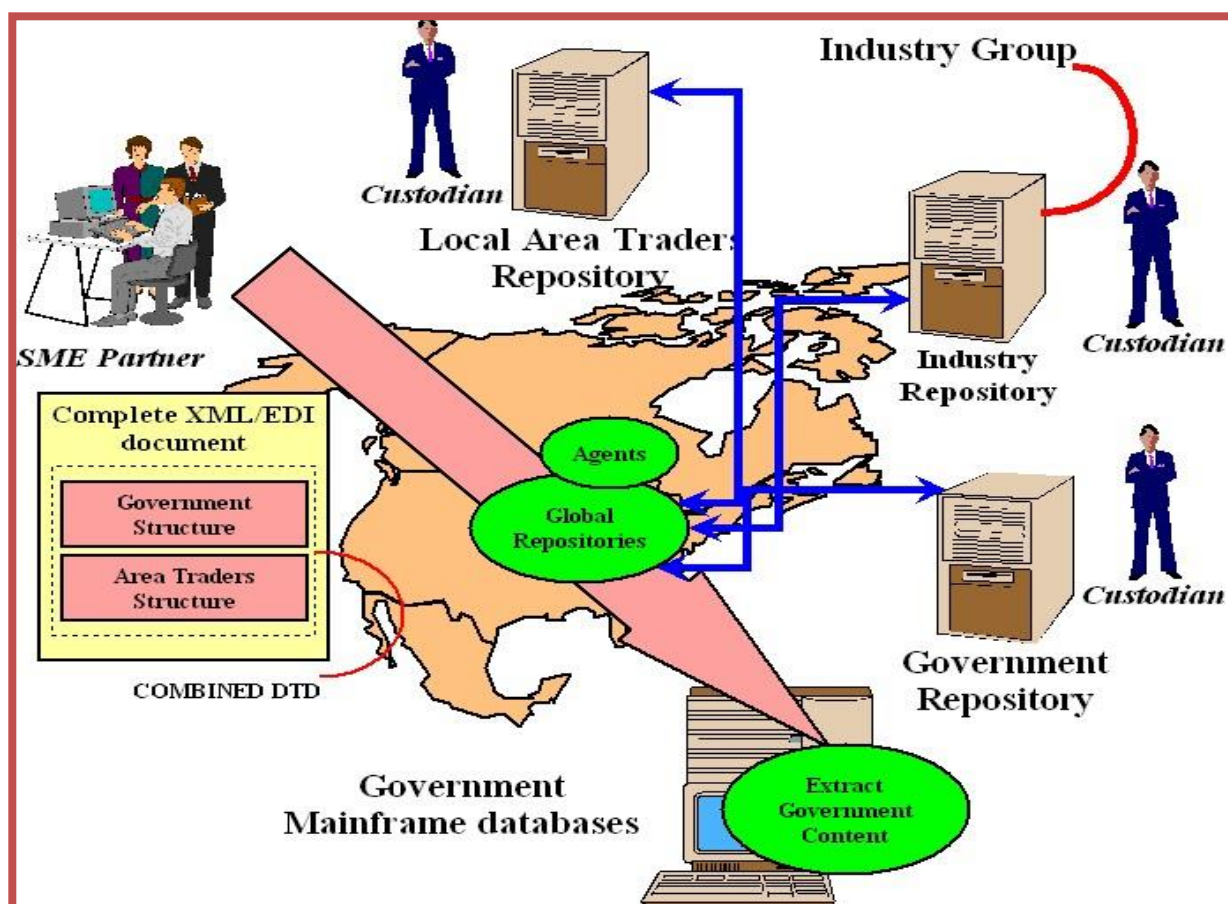 Industry Group
Custodian
Local Area Traders
Repository
SME Partner
Industry
Repository
Custodian
Complete XML/EDI
document
Government
Structure
Area Traders
Structure
COMBINED DTD
Agents
Global
Repositories
Custodian
Government
Repository
Government
Mainframe databases
Extract
Government
Content